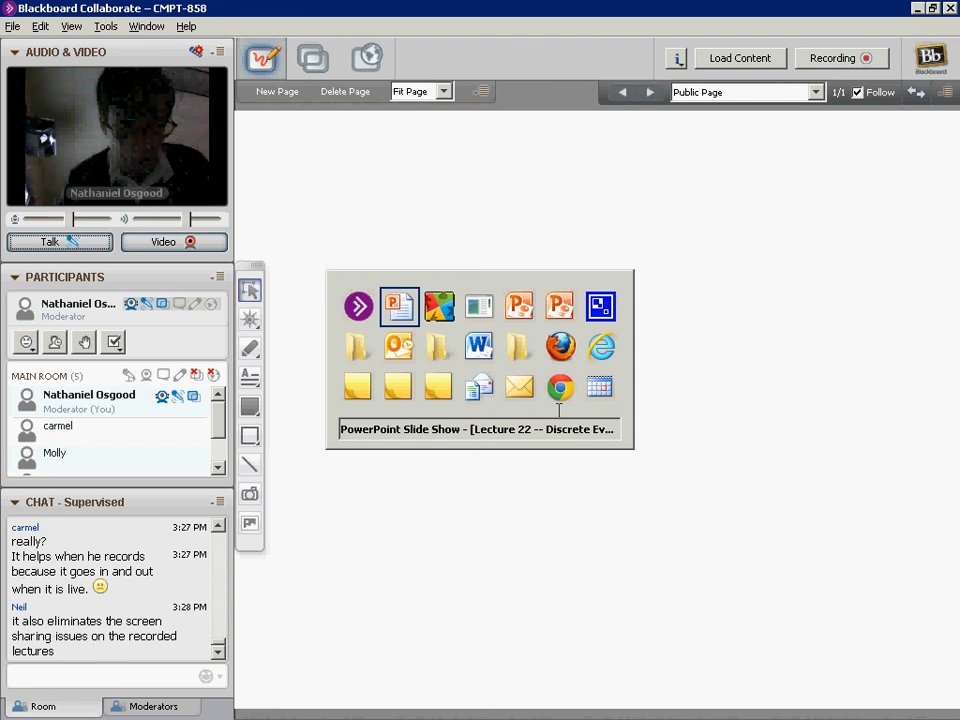 Blackboard Collaborate – CMPT-858
File Edit View Tools Window Help
AUDIO & VIDEO
Nathaniel Osgood
Talk
Video
PARTICIPANTS
Nathaniel Os...
Moderator
MAIN ROOM (5)
Nathaniel Osgood
Moderator (You)
carmel
Molly
CHAT - Supervised
carmel 3:27 PM
really?
It helps when he records 3:27 PM
because it goes in and out
when it is live.
Neil 3:28 PM
it also eliminates the screen
sharing issues on the recorded
lectures
Room
Moderators
Load Content
Recording
Bb
Blackboard
New Page Delete Page Fit Page
Public Page 1/1 Follow
PowerPoint Slide Show - [Lecture 22 -- Discrete Ev...